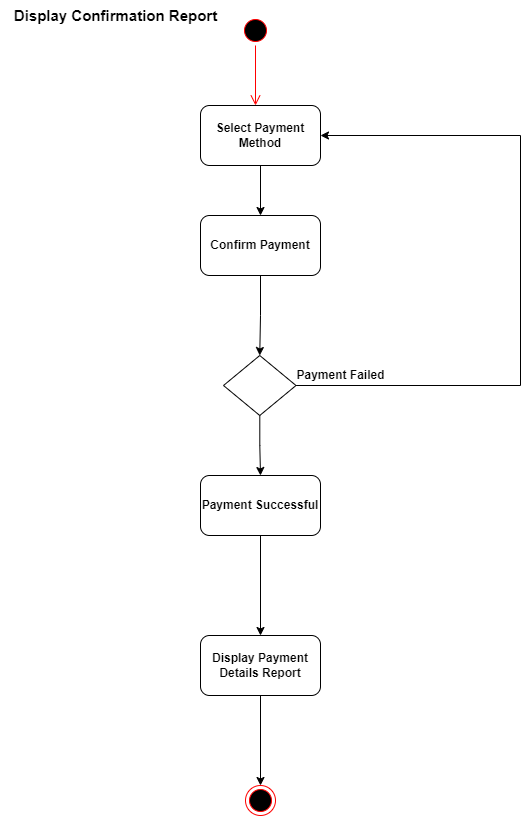 Display Confirmation Report
Select Payment
Method
Confirm Payment
Payment Failed
Payment Successful
Display Payment
Details Report